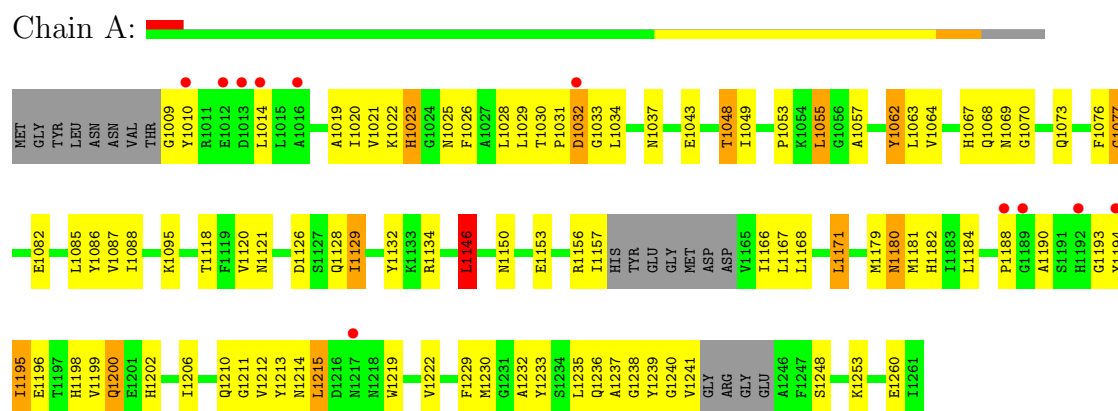 Chain A:
MET GLY TYR LEU ASN ASN VAL THR G1009 Y1010 R1011 E1012 D1013 L1014 L1015 A1016 A1019 I1020 V1021 K1022 H1023 G1024 N1025 F1026 A1027 L1028 L1029 T1030 P1031 D1032 G1033 L1034 N1037 E1043 T1048 I1049 P1053 K1054 L1055 G1056 A1057 Y1062 L1063 V1064 H1067 Q1068 N1069 G1070 Q1073 F1076
E1082 L1085 Y1086 V1087 I1088 K1095 T1118 F1119 V1120 N1121 D1126 S1127 Q1128 I1129 Y1132 K1133 R1134 L1146 N1150 E1153 R1156 I1157 HIS TYR GLU GLY MET ASP ASP V1165 I1166 L1167 L1168 L1171 M1179 N1180 M1181 H1182 I1183 L1184 P1188 G1189 A1190 S1191 H1192 G1193
I1195 E1196 T1197 H1198 V1199 Q1200 E1201 H1202 I1206 Q1210 G1211 V1212 Y1213 N1214 L1215 D1216 N1217 N1218 W1219 V1222 F1229 M1230 G1231 A1232 Y1233 S1234 L1235 Q1236 A1237 G1238 Y1239 G1240 V1241 GLY ARG GLY GLU A1246 F1247 S1248 K1253 E1260 I1261